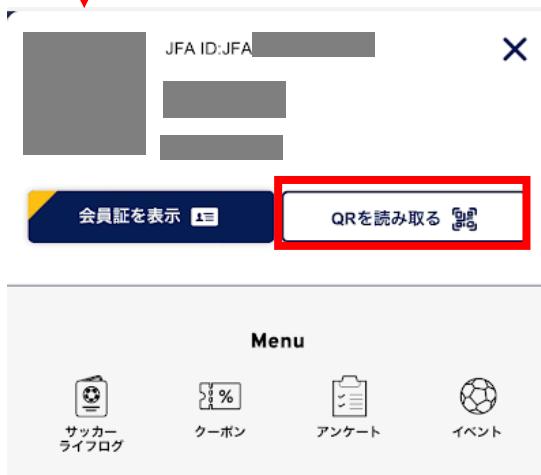 JFA ID:JFA
会員証を表示
QRを読み取る
Menu
サッカー
ライフログ
クーポン
アンケート
イベント